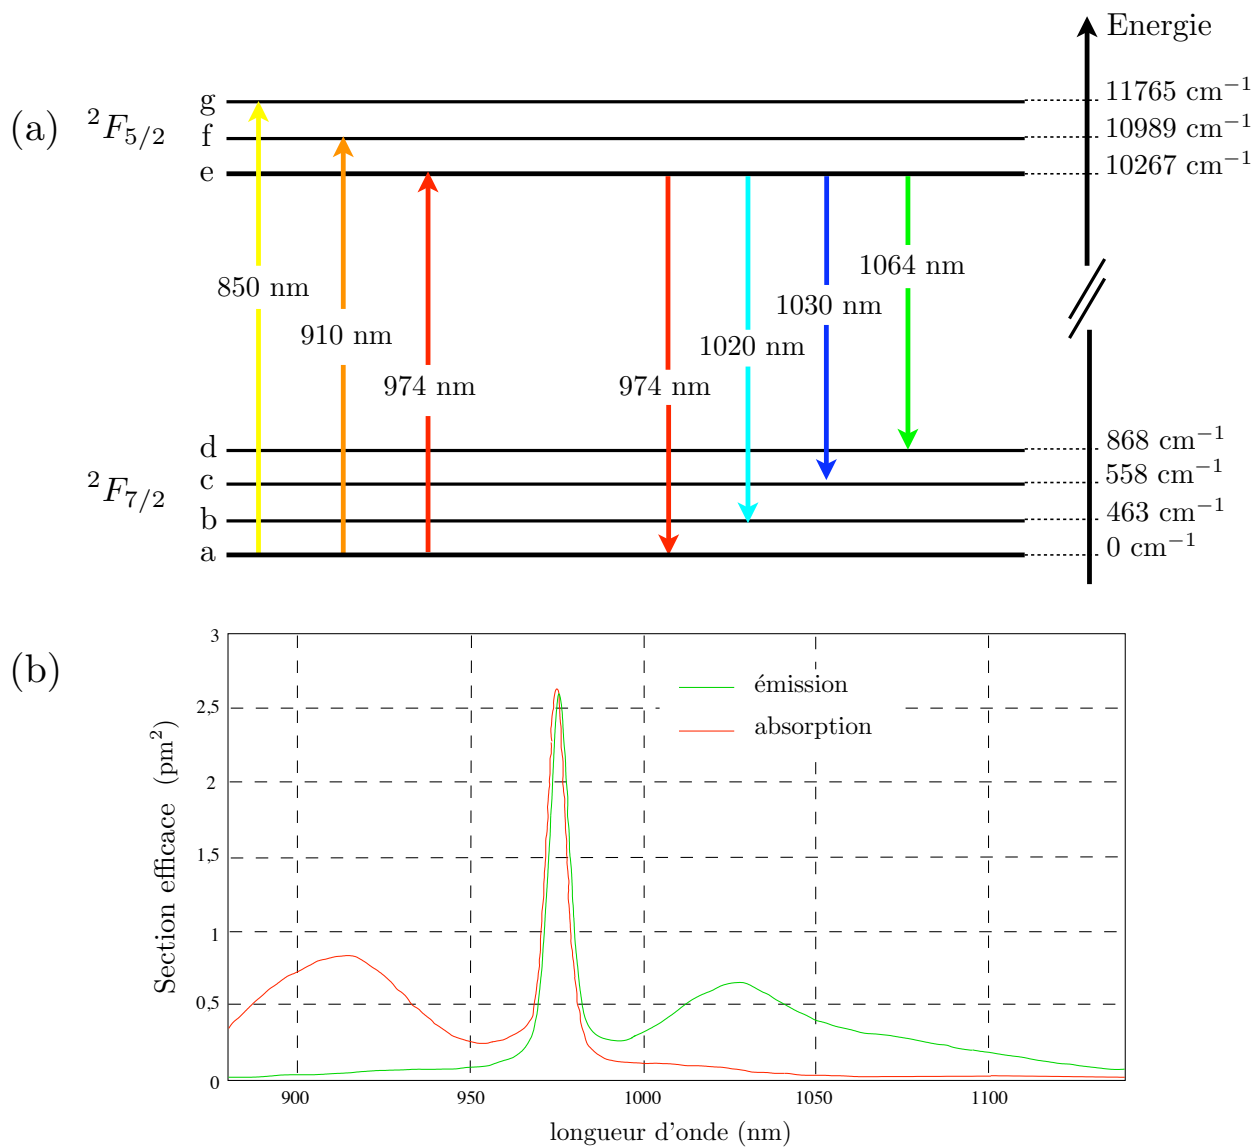 Energie
(a)
²F₅/₂
g
f
e
11765 cm⁻¹
10989 cm⁻¹
10267 cm⁻¹
850 nm
910 nm
974 nm
974 nm
1020 nm
1030 nm
1064 nm
²F₇/₂
d
c
b
a
868 cm⁻¹
558 cm⁻¹
463 cm⁻¹
0 cm⁻¹
(b)
Section efficace (pm²)
3
2,5
2
1,5
1
0,5
0
émission
absorption
900
950
1000
1050
1100
longueur d'onde (nm)